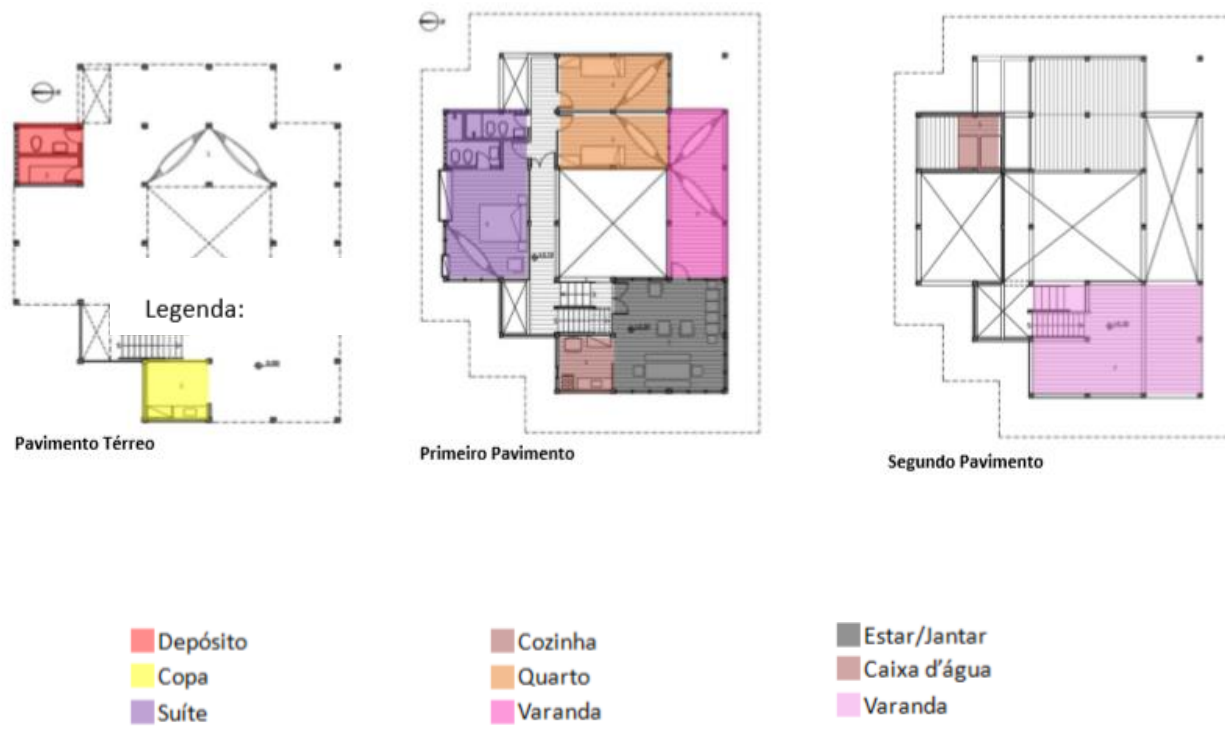 Legenda:
Pavimento Térreo
Primeiro Pavimento
Segundo Pavimento
Depósito
Copa
Suíte
Cozinha
Quarto
Varanda
Estar/Jantar
Caixa d'água
Varanda